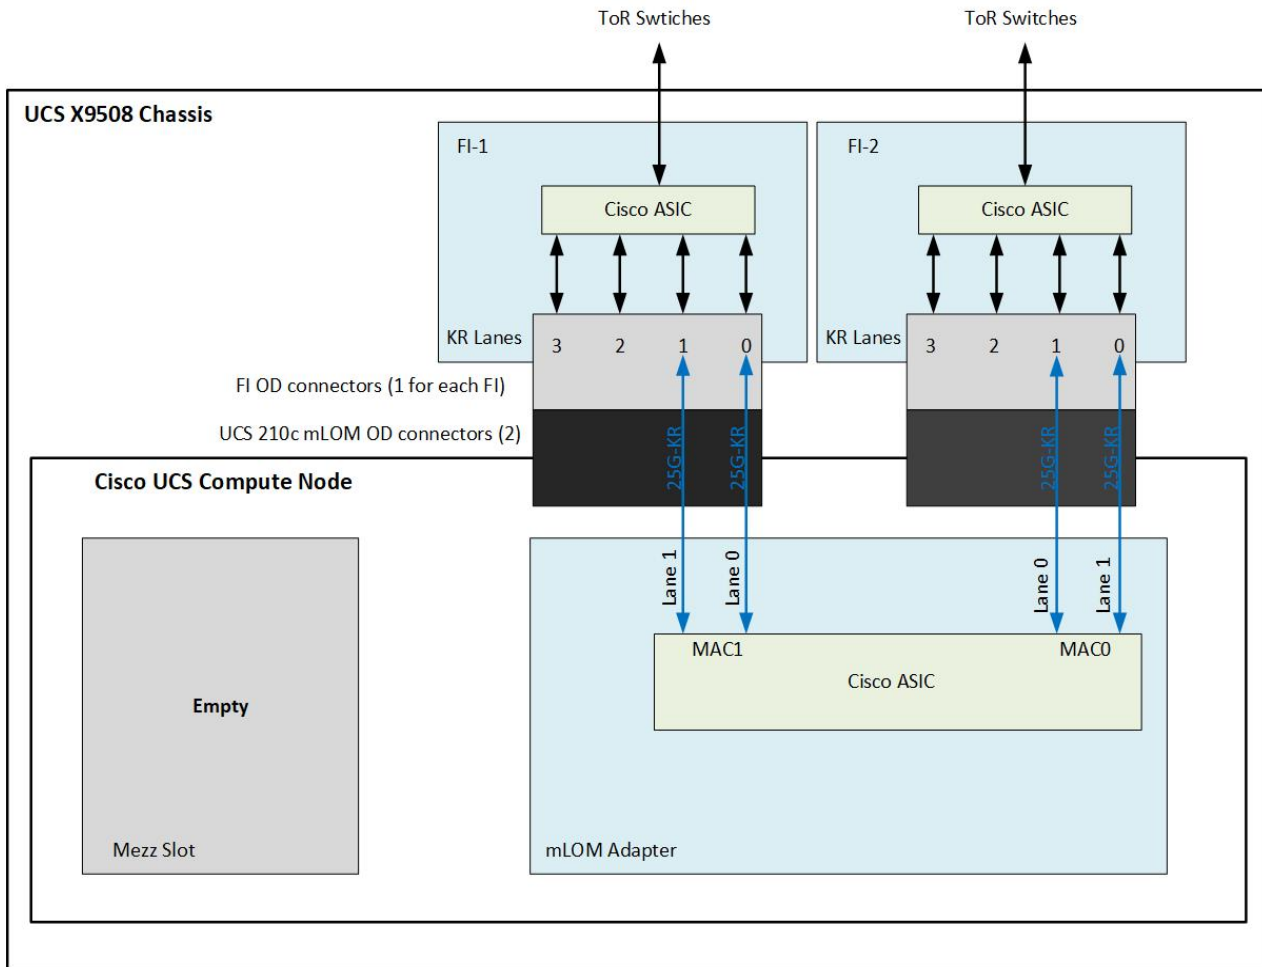 ToR Swtiches
ToR Switches
UCS X9508 Chassis
FI-1
FI-2
Cisco ASIC
Cisco ASIC
KR Lanes
3
2
1
0
KR Lanes
3
2
1
0
FI OD connectors (1 for each FI)
UCS 210c mLOM OD connectors (2)
25G-KR
25G-KR
25G-KR
25G-KR
Cisco UCS Compute Node
Lane 1
Lane 0
Lane 0
Lane 1
MAC1
MAC0
Cisco ASIC
Empty
Mezz Slot
mLOM Adapter